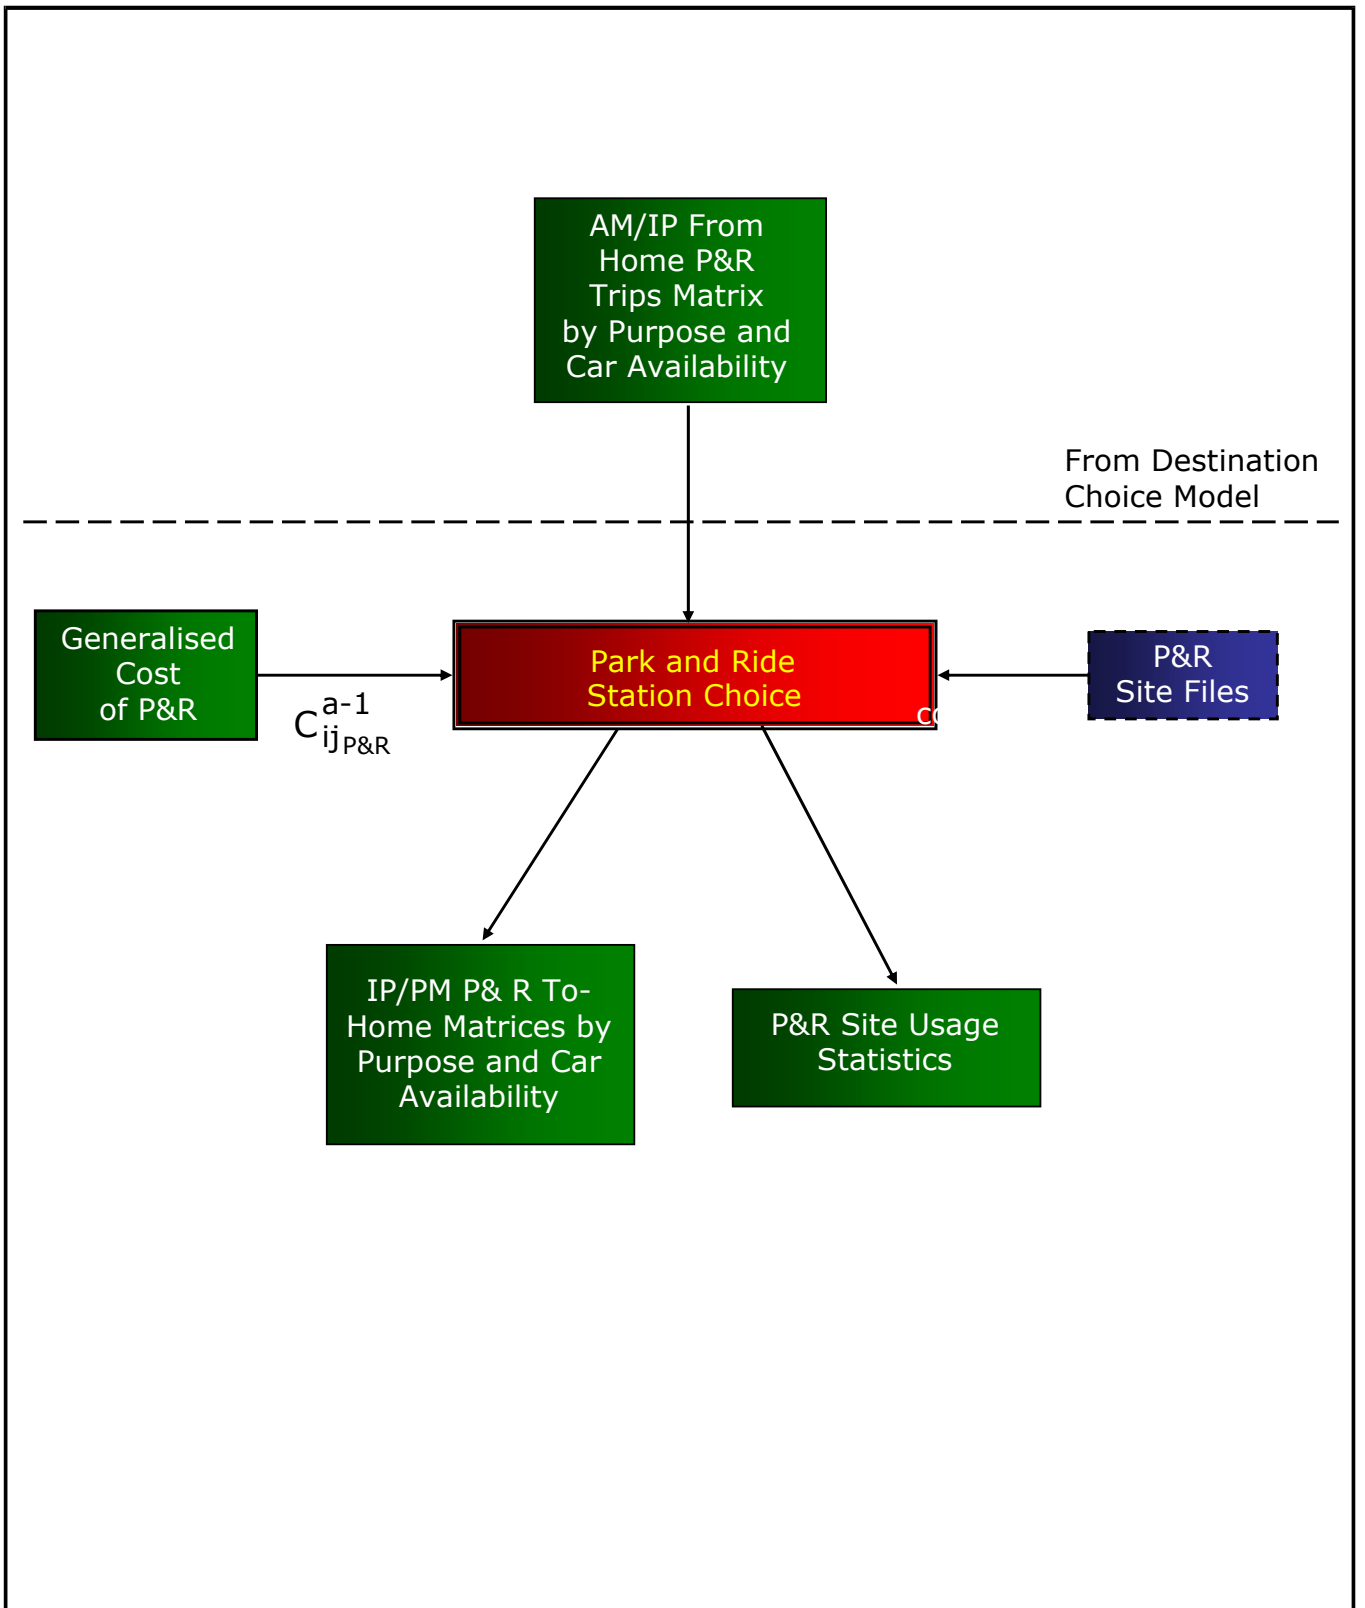 AM/IP From
Home P&R
Trips Matrix
by Purpose and
Car Availability
From Destination
Choice Model
Generalised
Cost
of P&R
C a-1 ij P&R
Park and Ride
Station Choice
P&R
Site Files
IP/PM P& R To-
Home Matrices by
Purpose and Car
Availability
P&R Site Usage
Statistics